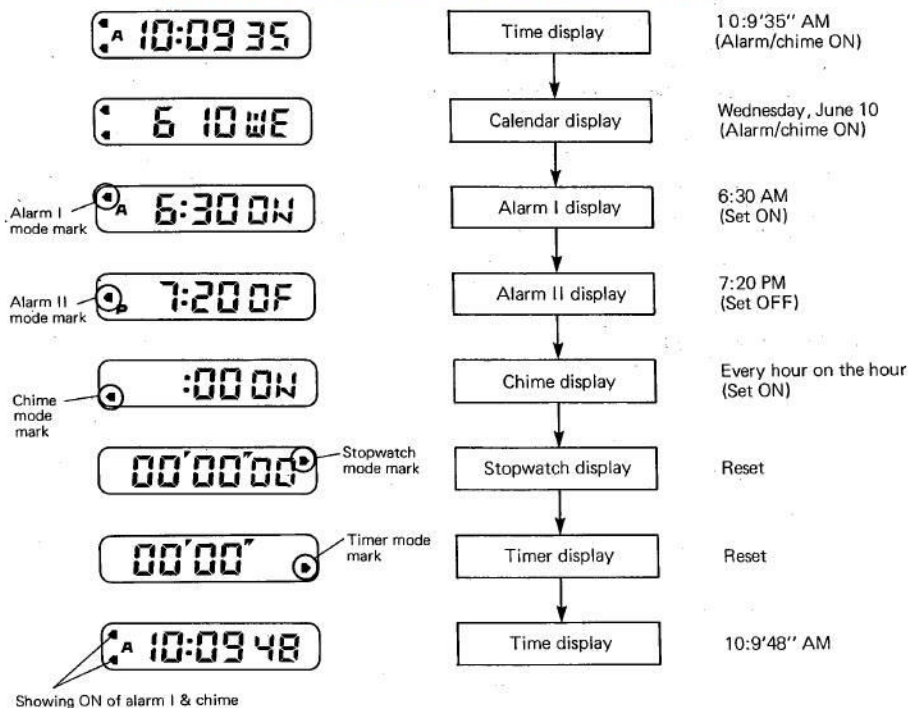 A 10:09 35
Time display
10:9'35" AM
(Alarm/chime ON)
6 10 WE
Calendar display
Wednesday, June 10
(Alarm/chime ON)
Alarm I
mode mark
A 6:30 ON
Alarm I display
6:30 AM
(Set ON)
Alarm II
mode mark
P 7:20 OF
Alarm II display
7:20 PM
(Set OFF)
Chime
mode
mark
:00 ON
Chime display
Every hour on the hour
(Set ON)
00'00"00
Stopwatch
mode mark
Stopwatch display
Reset
00'00"
Timer mode
mark
Timer display
Reset
A 10:09 48
Time display
10:9'48" AM
Showing ON of alarm I & chime